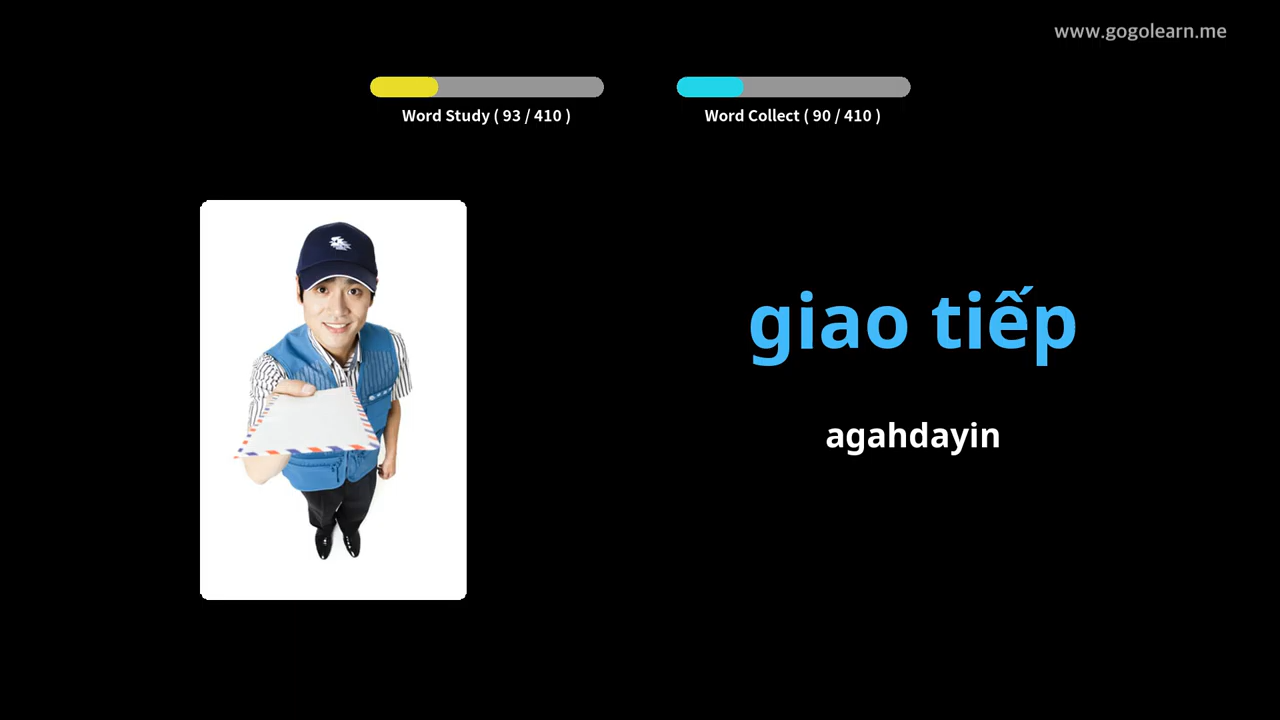 www.gogolearn.me
Word Study ( 93 / 410 )
Word Collect ( 90 / 410 )
giao tiếp
agahdayin